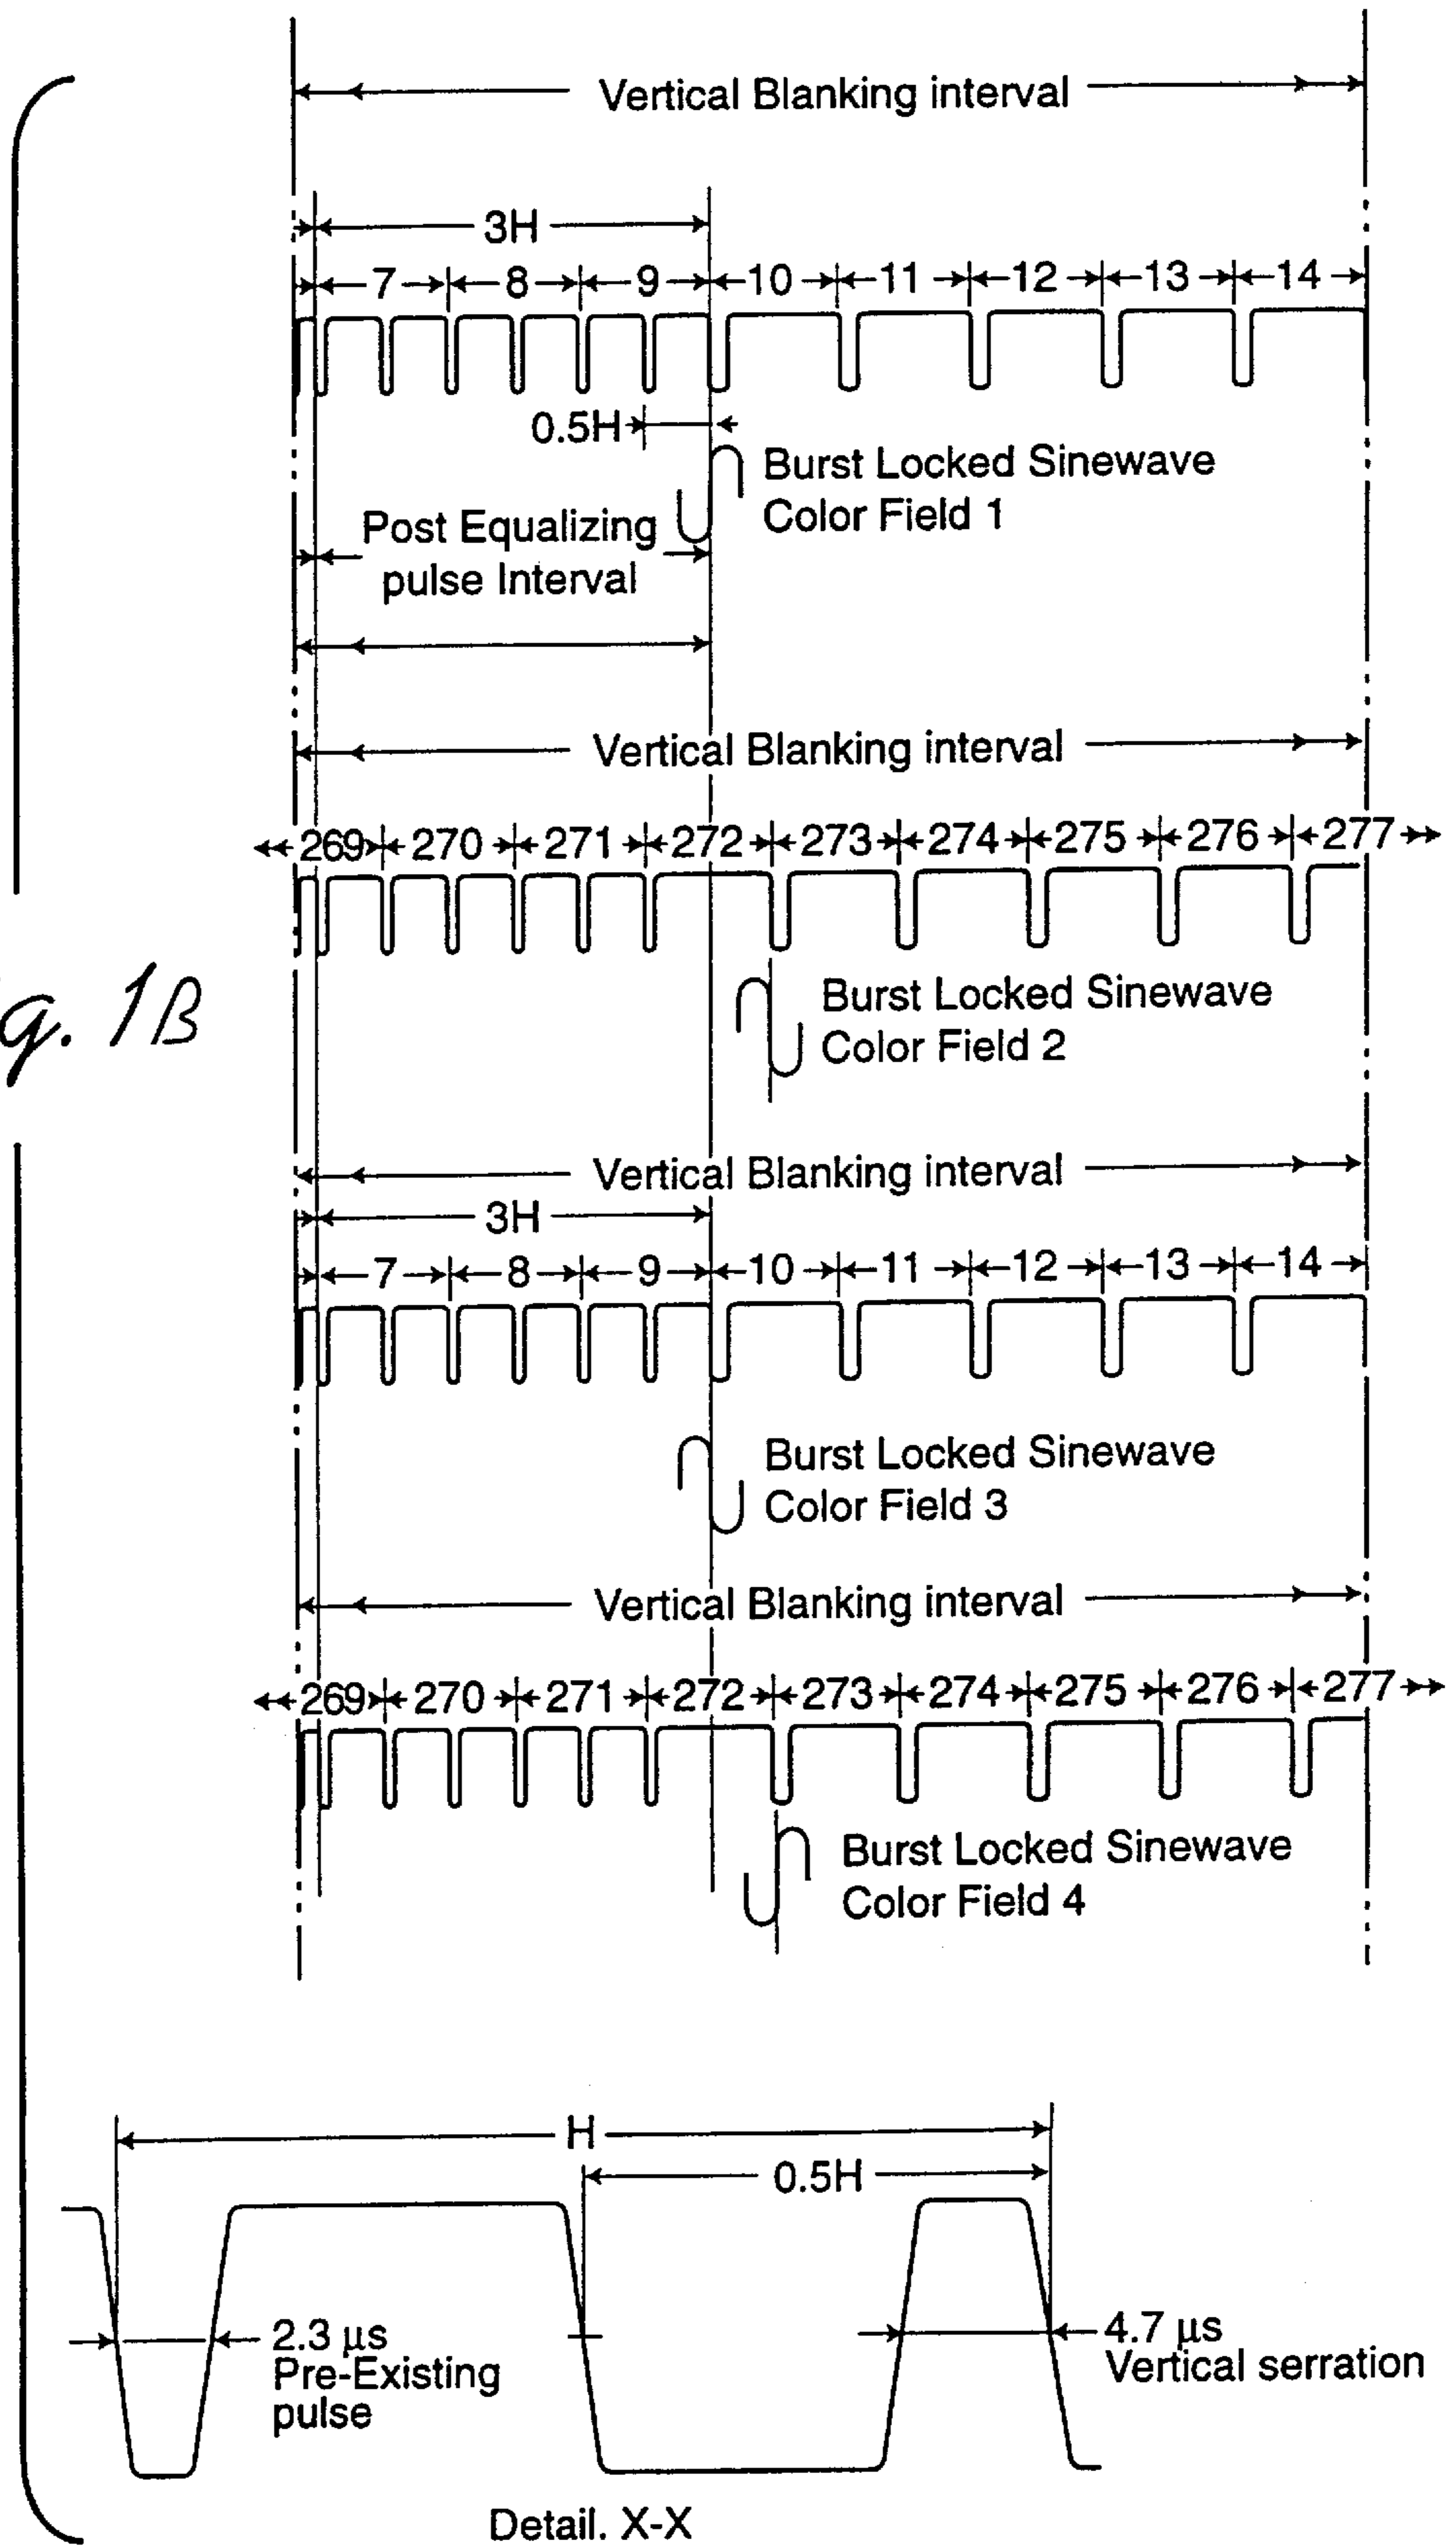 Vertical Blanking interval
3H
7 8 9 10 11 12 13 14
0.5H
Burst Locked Sinewave
Color Field 1
Post Equalizing
pulse Interval
Vertical Blanking interval
269 270 271 272 273 274 275 276 277
g. 1B
Burst Locked Sinewave
Color Field 2
Vertical Blanking interval
3H
7 8 9 10 11 12 13 14
Burst Locked Sinewave
Color Field 3
Vertical Blanking interval
269 270 271 272 273 274 275 276 277
Burst Locked Sinewave
Color Field 4
H
0.5H
2.3 µs
Pre-Existing
pulse
4.7 µs
Vertical serration
Detail. X-X